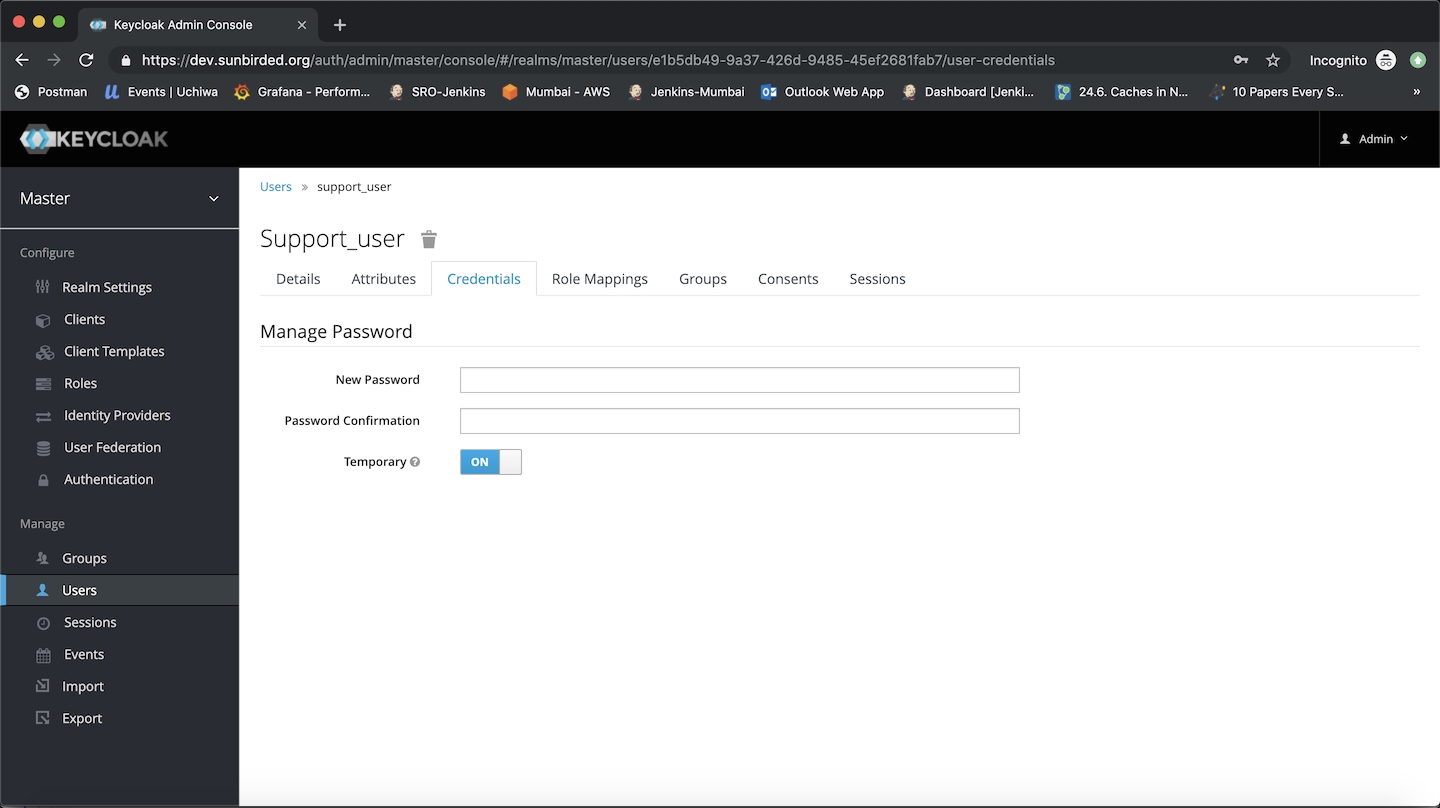 Keycloak Admin Console
https://dev.sunbirded.org/auth/admin/master/console/#/realms/master/users/e1b5db49-9a37-426d-9485-45ef2681fab7/user-credentials
Incognito
Postman
Events | Uchiwa
Grafana - Perform...
SRO-Jenkins
Mumbai - AWS
Jenkins-Mumbai
Outlook Web App
Dashboard [Jenki...
24.6. Caches in N...
10 Papers Every S...
»
KEYCLOAK
Admin
Master
Configure
Realm Settings
Clients
Client Templates
Roles
Identity Providers
User Federation
Authentication
Manage
Groups
Users
Sessions
Events
Import
Export
Users » support_user
Support_user
Details
Attributes
Credentials
Role Mappings
Groups
Consents
Sessions
Manage Password
New Password
Password Confirmation
Temporary
ON